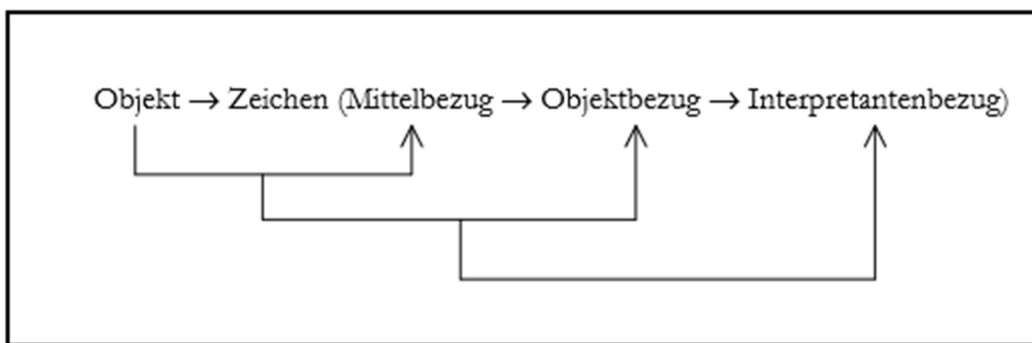 Objekt → Zeichen (Mittelbezug → Objektbezug → Interpretantenbezug)